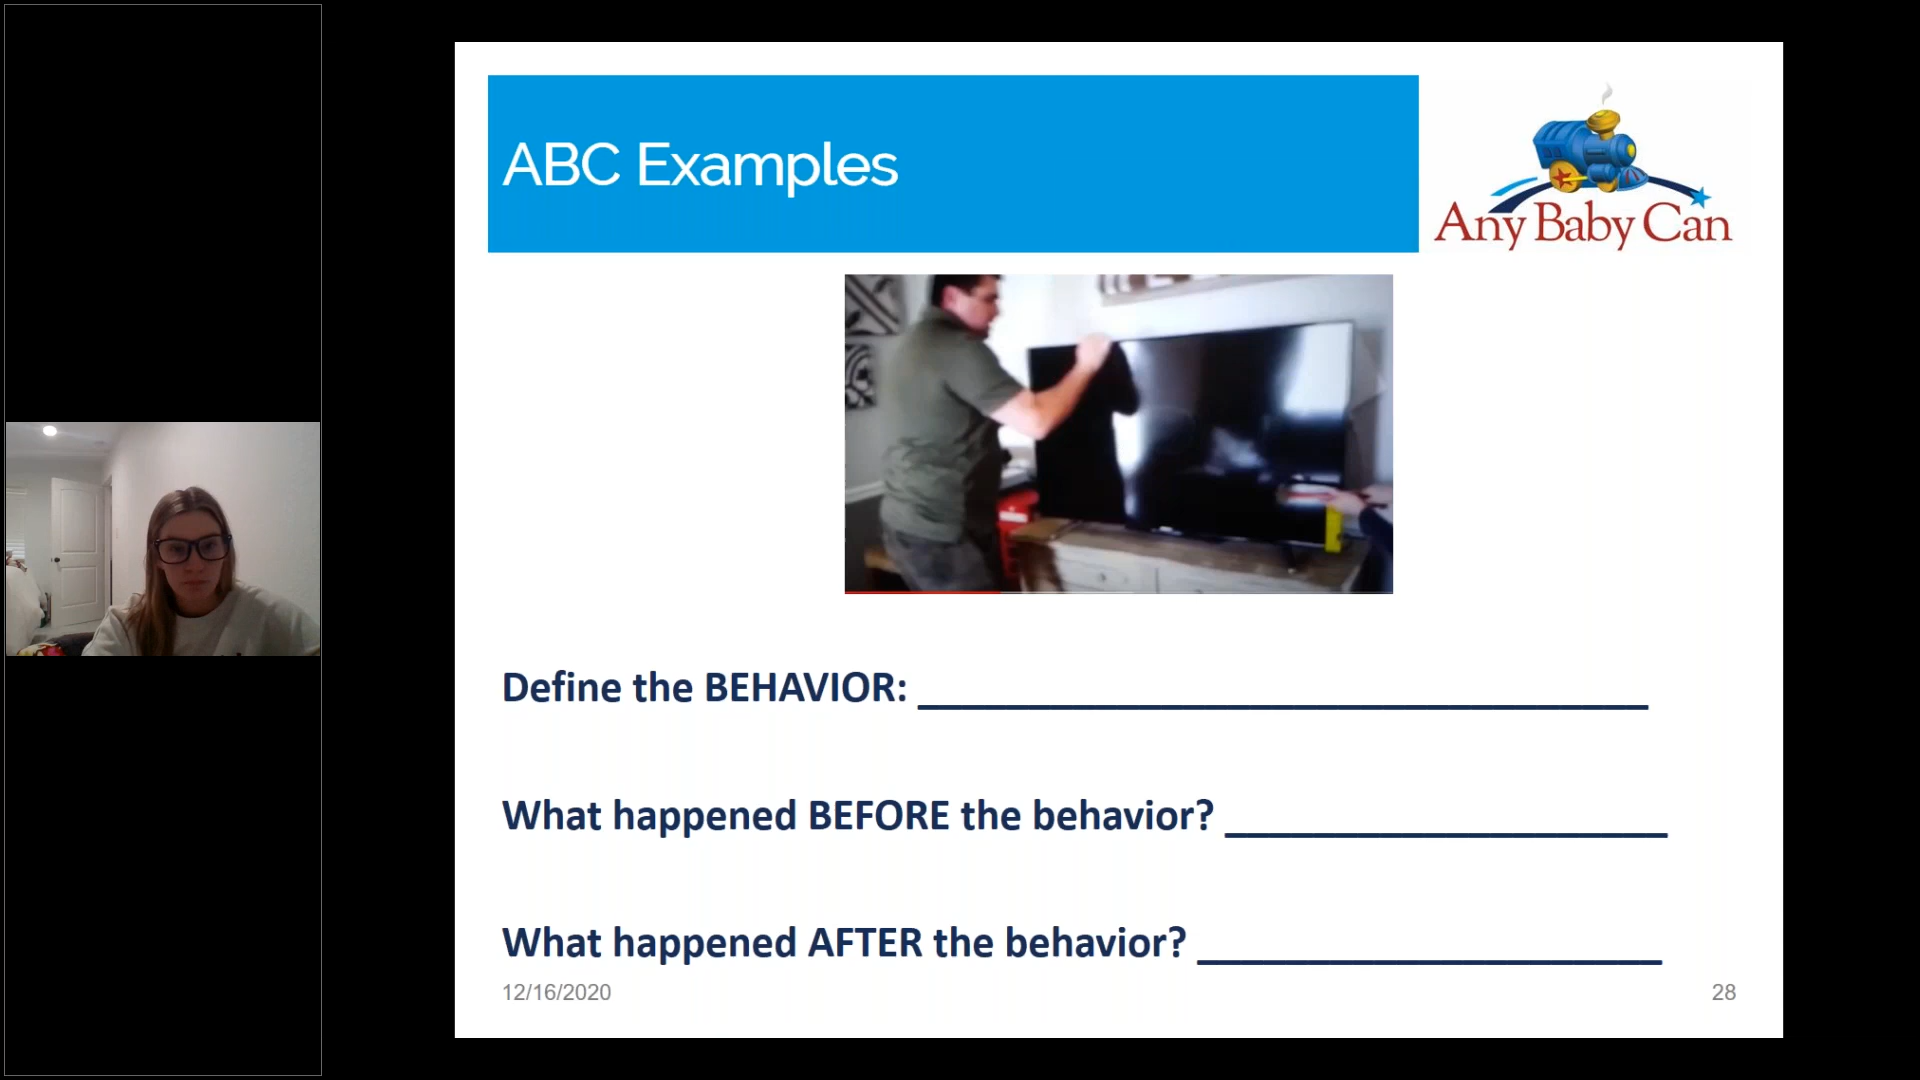 ABC Examples
Any Baby Can
Define the BEHAVIOR: _________________________________
What happened BEFORE the behavior? ____________________
What happened AFTER the behavior? _____________________
12/16/2020
28